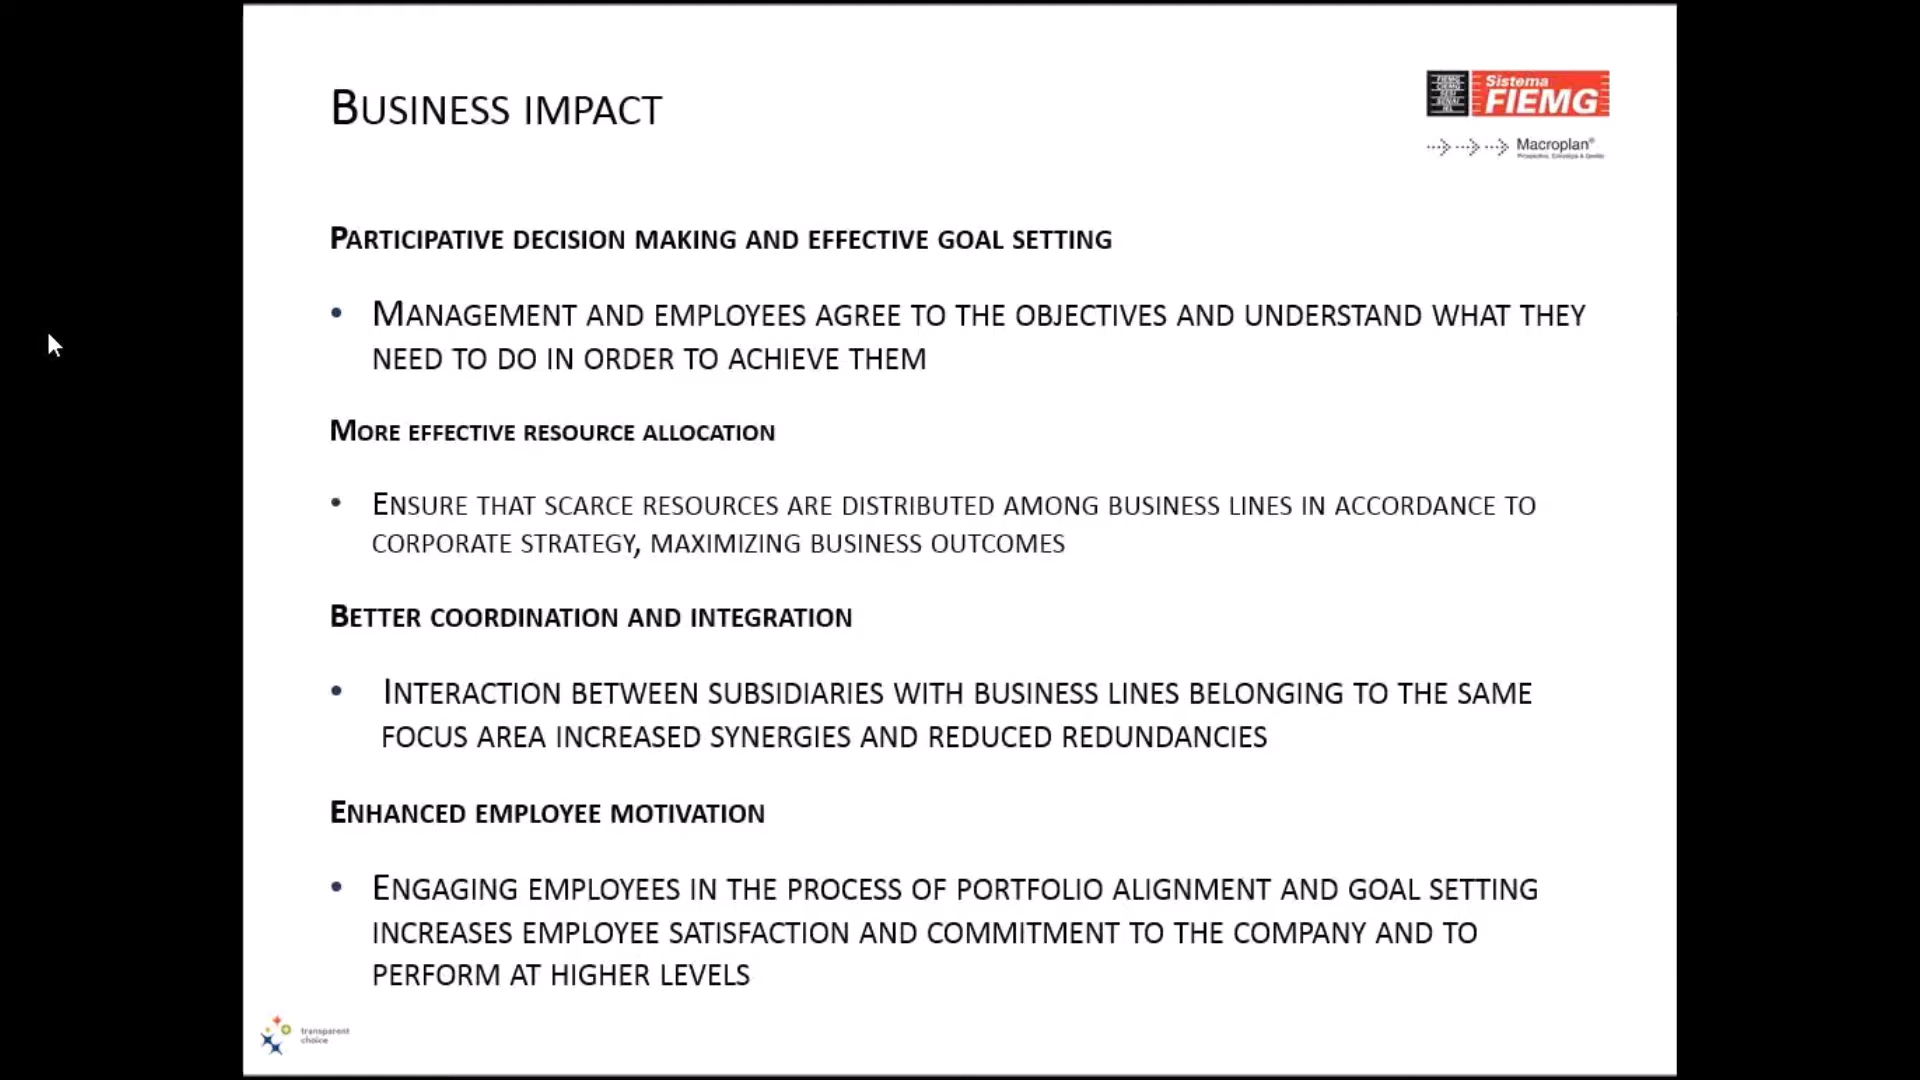 Business impact
Sistema
FIEMG
Macroplan®
Participative decision making and effective goal setting
• Management and employees agree to the objectives and understand what they
need to do in order to achieve them
More effective resource allocation
• Ensure that scarce resources are distributed among business lines in accordance to
corporate strategy, maximizing business outcomes
Better coordination and integration
• Interaction between subsidiaries with business lines belonging to the same
focus area increased synergies and reduced redundancies
Enhanced employee motivation
• Engaging employees in the process of portfolio alignment and goal setting
increases employee satisfaction and commitment to the company and to
perform at higher levels
transparent
choice